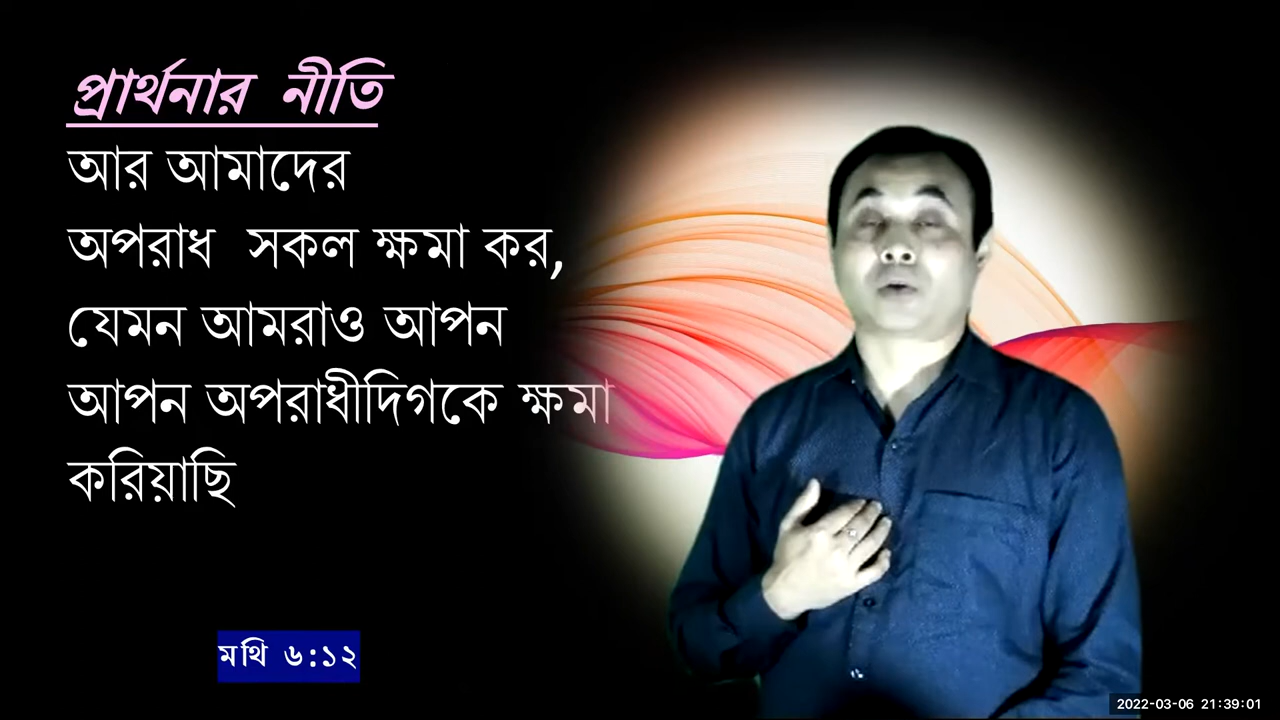 প্রার্থনার নীতি
আর আমাদের
অপরাধ সকল ক্ষমা কর,
যেমন আমরাও আপন
আপন অপরাধীদিগকে ক্ষমা
করিয়াছি
মথি ৬:১২
2022-03-06 21:39:01